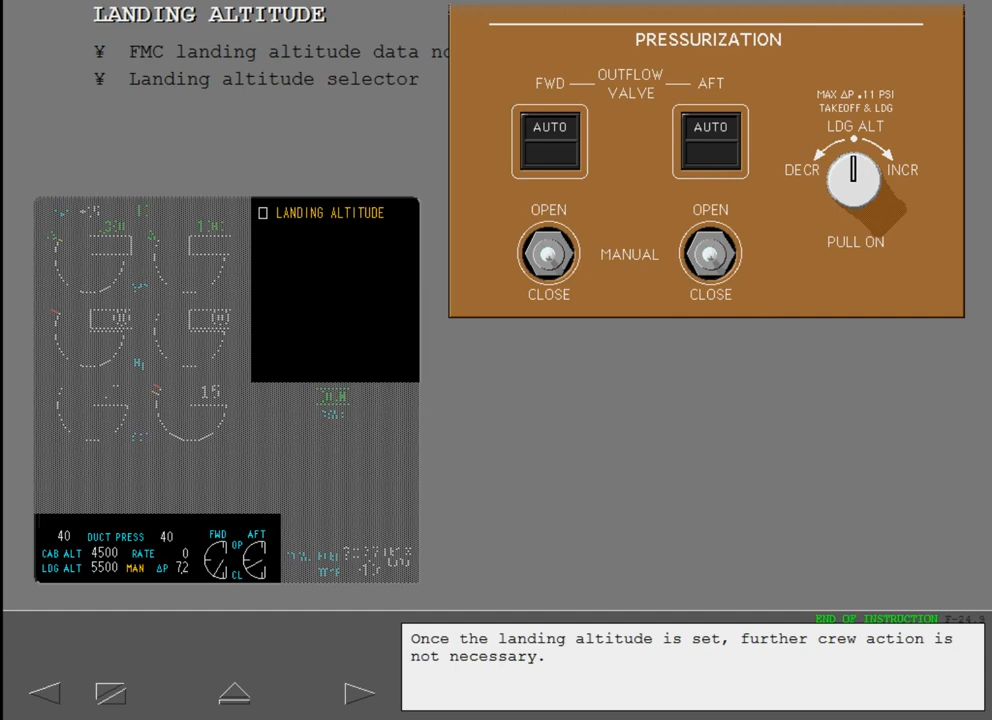 LANDING ALTITUDE
¥ FMC landing altitude data no
¥ Landing altitude selector
PRESSURIZATION
OUTFLOW
VALVE
FWD
AFT
AUTO
AUTO
MAX ΔP .11 PSI
TAKEOFF & LDG
LDG ALT
DECR
INCR
PULL ON
OPEN
OPEN
MANUAL
CLOSE
CLOSE
LANDING ALTITUDE
15
40 DUCT PRESS 40
FWD AFT
OP
CAB ALT 4500 RATE 0
LDG ALT 5500 MAN ΔP 7.2
CL
END OF INSTRUCTION
Once the landing altitude is set, further crew action is
not necessary.